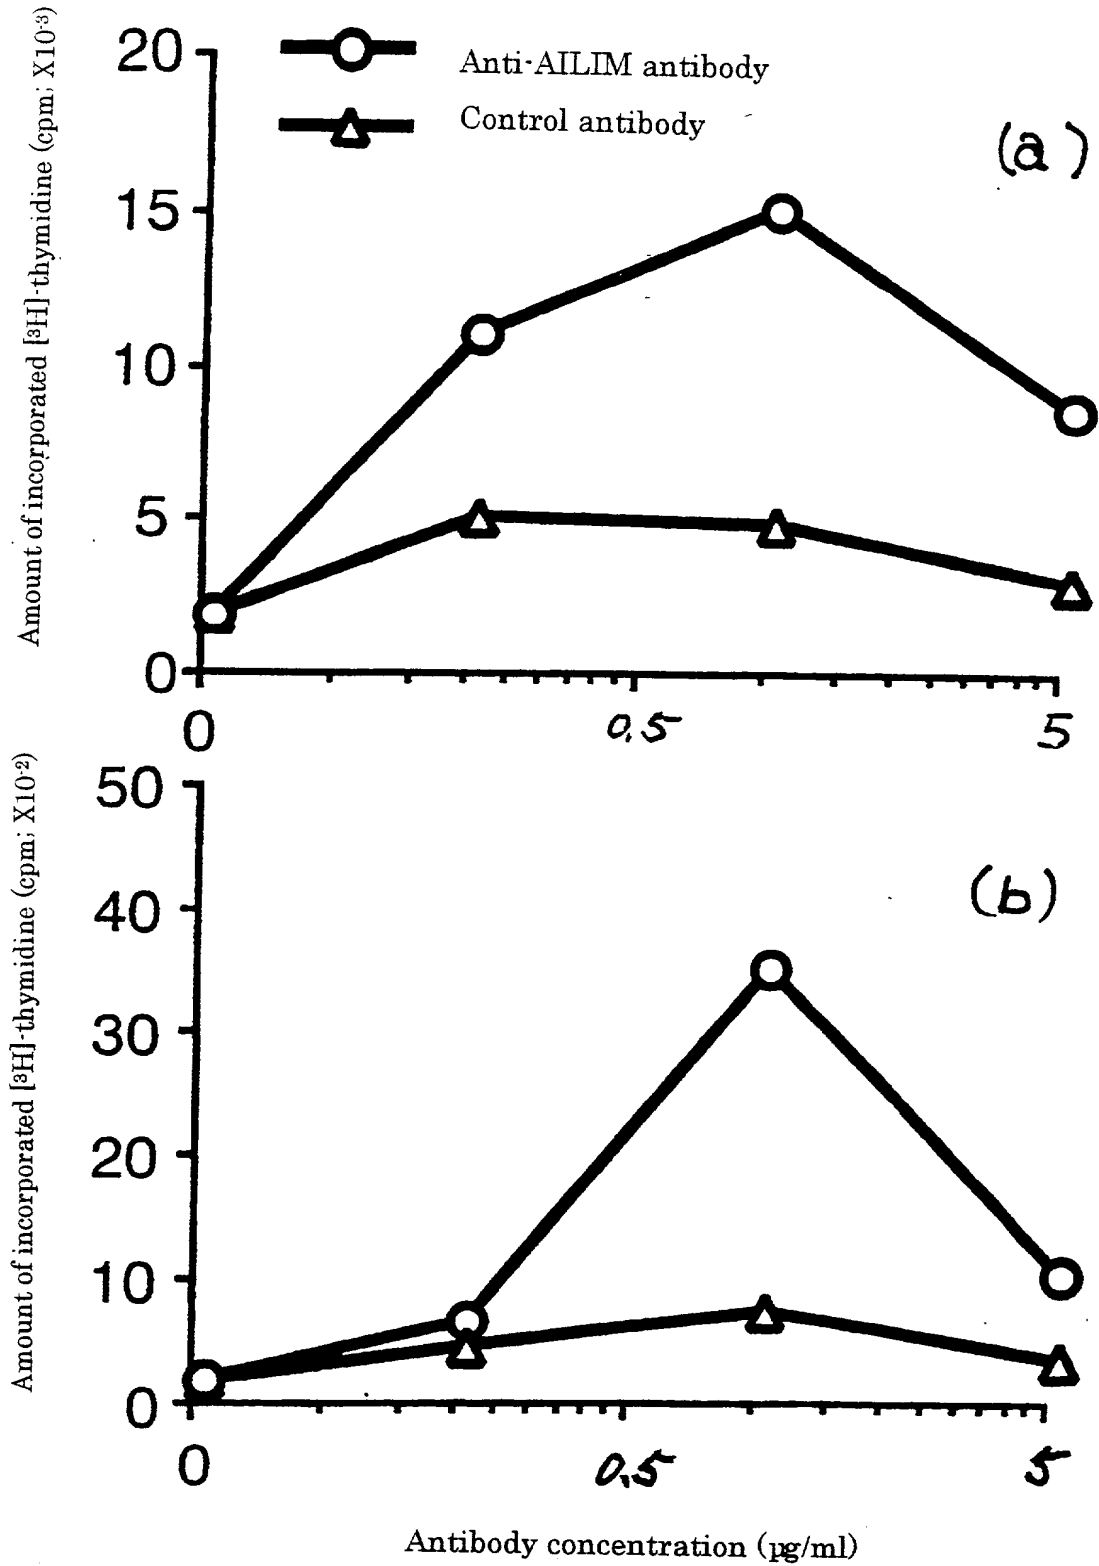 Amount of incorporated [³H]-thymidine (cpm; X10⁻³)
20
15
10
5
0
Anti-AILIM antibody
Control antibody
(a)
0
0.5
5
Amount of incorporated [³H]-thymidine (cpm; X10⁻²)
50
40
30
20
10
0
(b)
0
0.5
5
Antibody concentration (µg/ml)